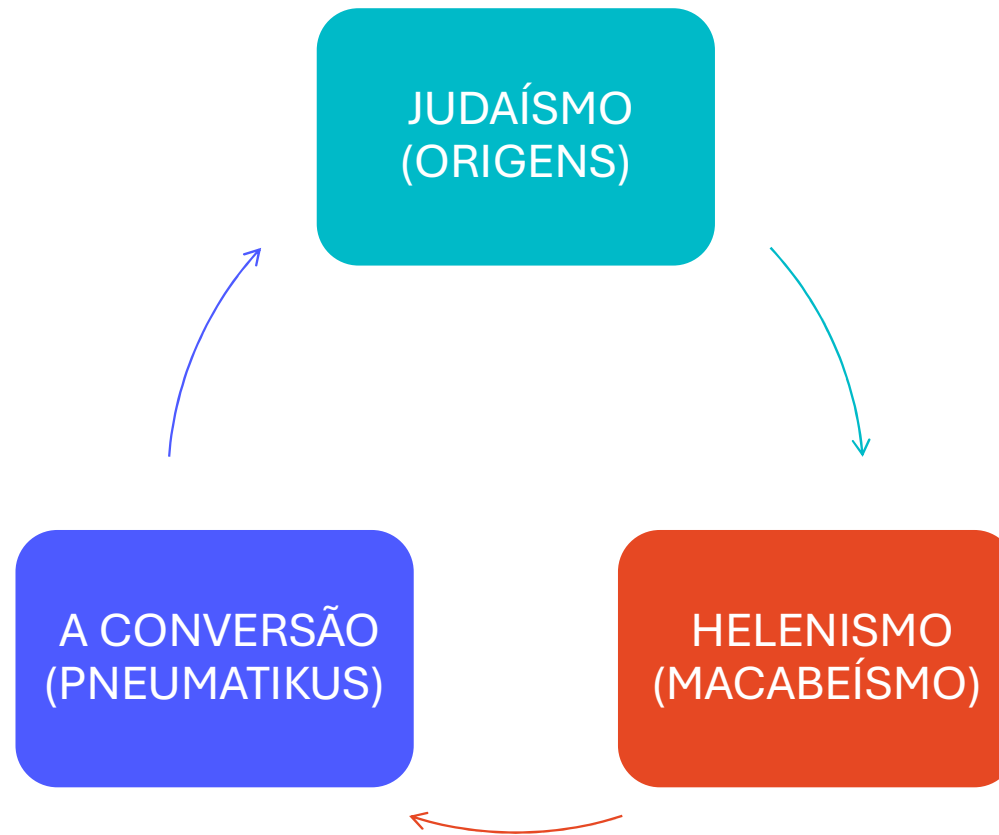 JUDAÍSMO
(ORIGENS)
A CONVERSÃO
(PNEUMATIKUS)
HELENISMO
(MACABEÍSMO)